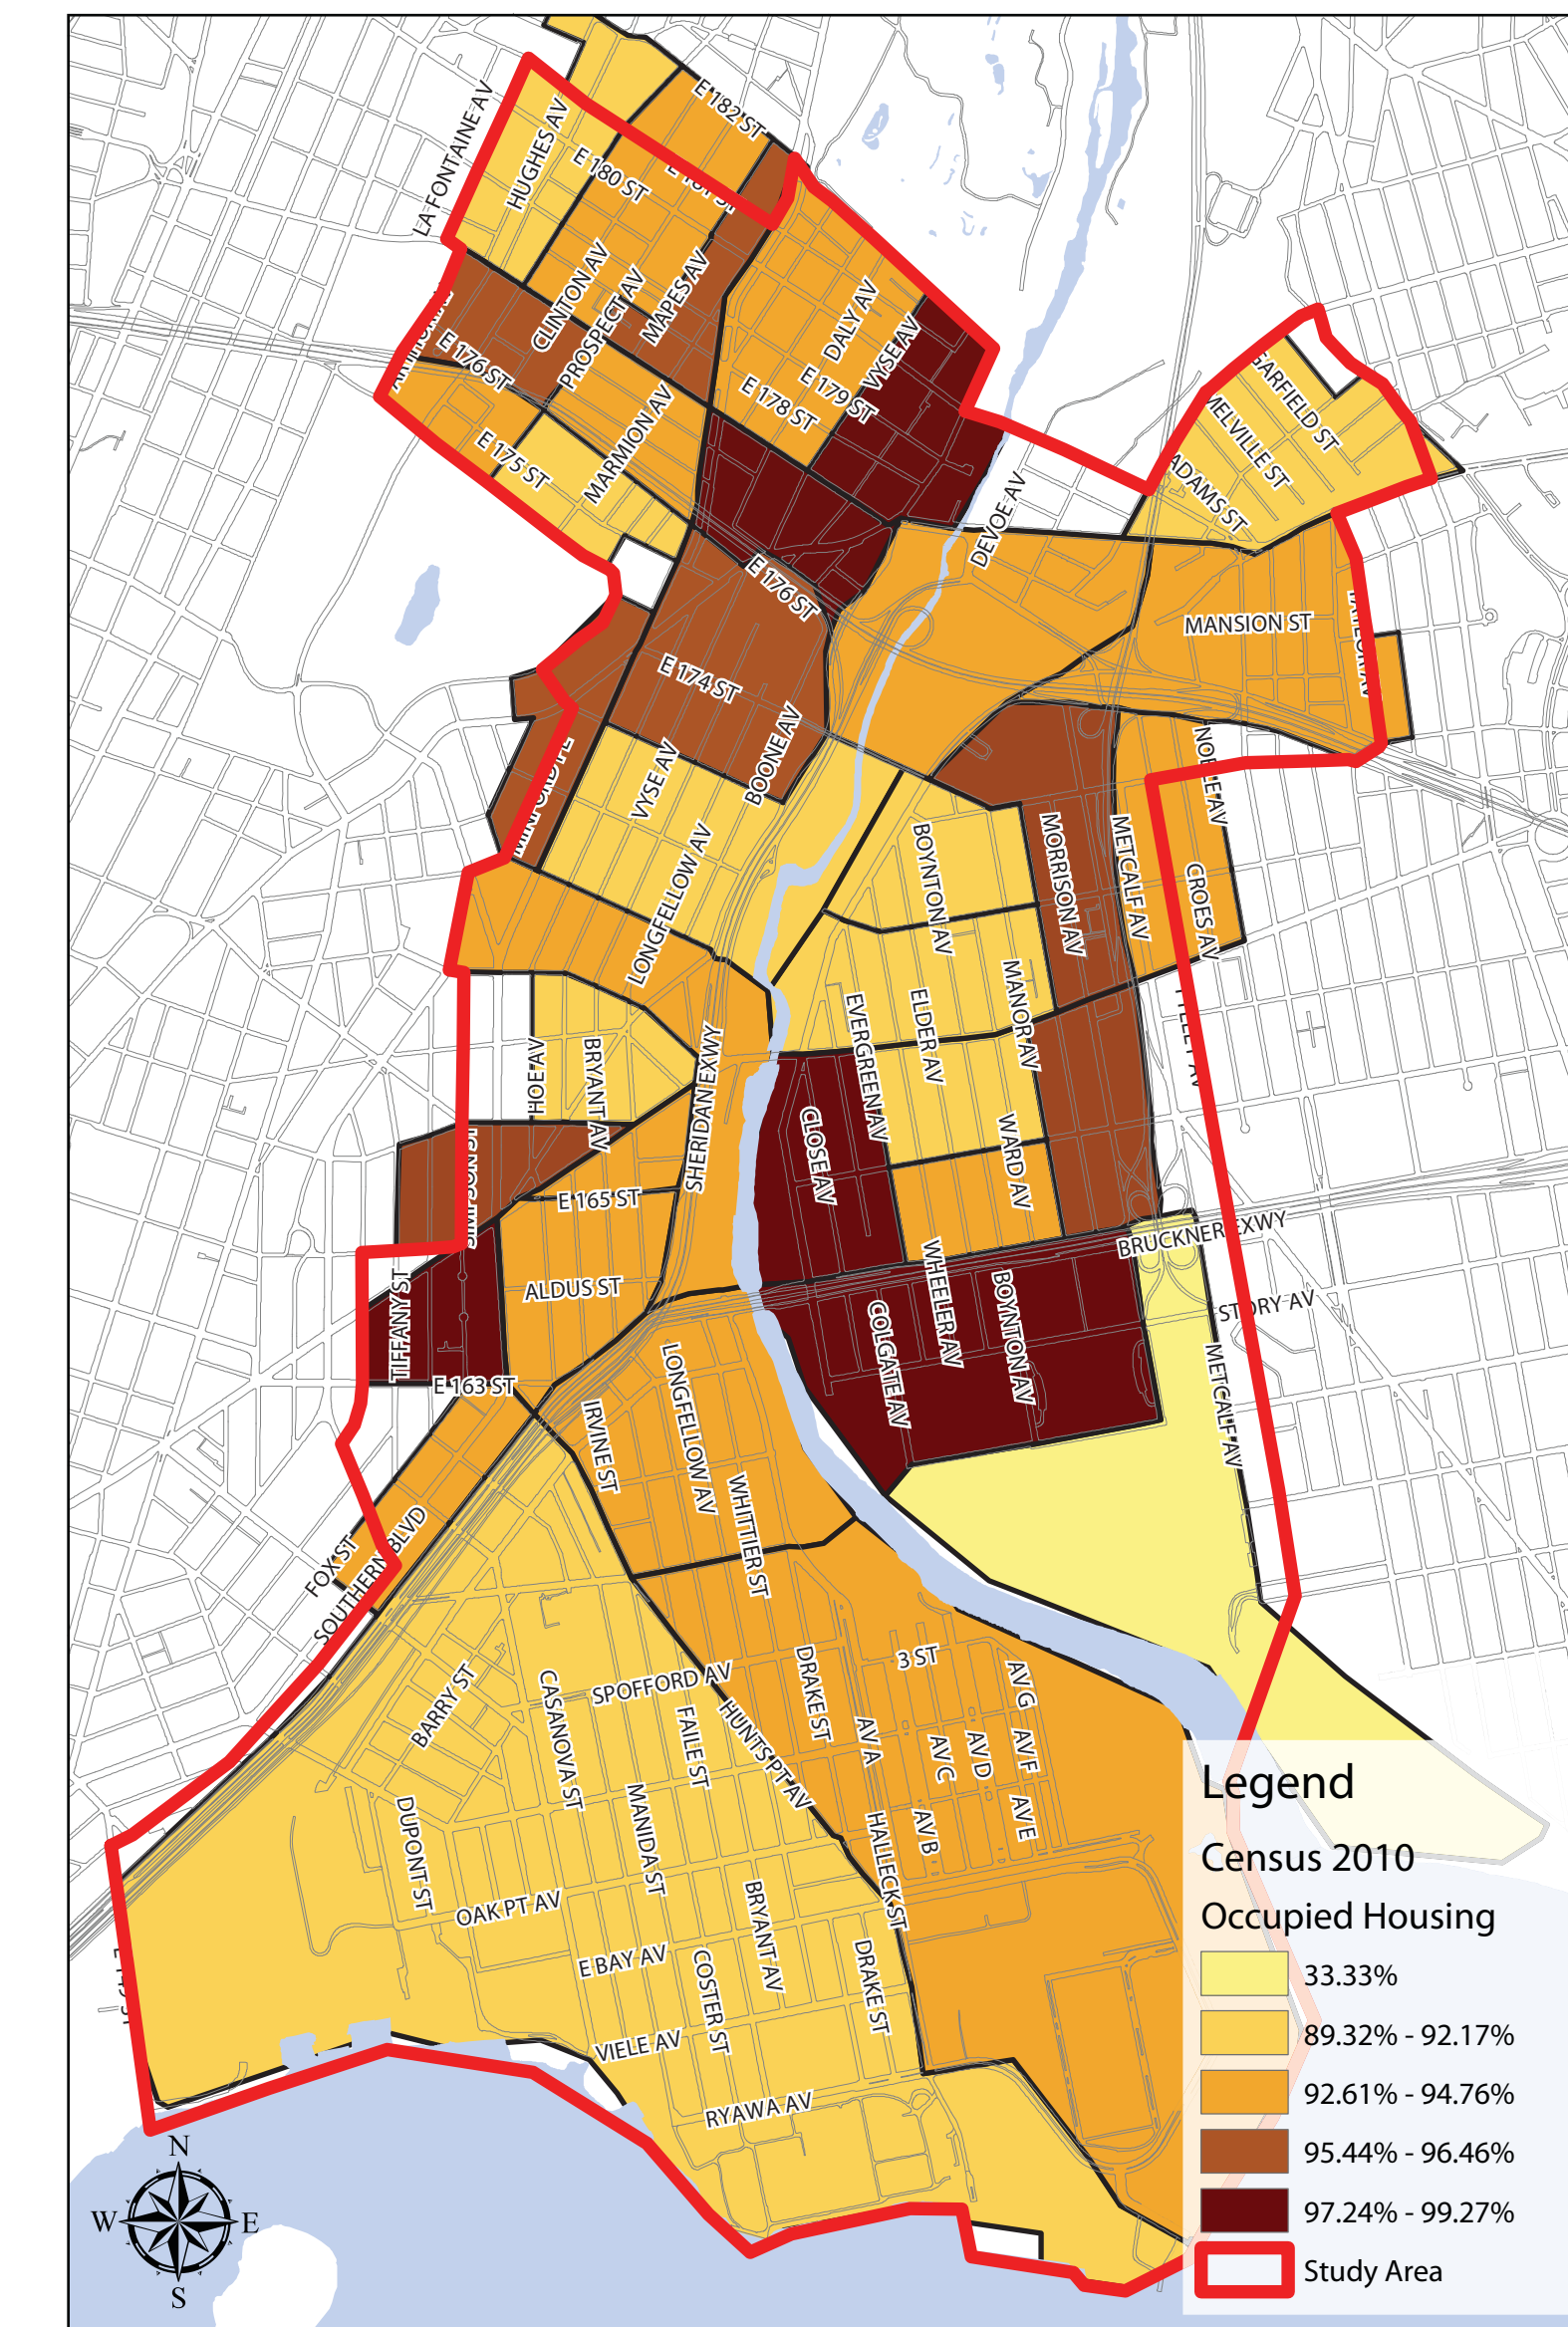 E 182 ST
LA FONTAINE AV
HUGHES AV
E 180 ST
CLINTON AV
PROSPECT AV
MAPES AV
DALY AV
VYSE AV
E 179 ST
E 178 ST
E 176 ST
E 175 ST
MARMION AV
GARFIELD ST
MELVILLE ST
ADAMS ST
DEVOE AV
E 176 ST
MANSION ST
E 174 ST
BOONE AV
VYSE AV
LONGFELLOW AV
NOBLE AV
BOYNTON AV
MORRISON AV
METCALF AV
CROES AV
MANOR AV
ELDER AV
EVERGREEN AV
HOE AV
BRYANT AV
SHERIDAN EXWY
CLOSE AV
WARD AV
E 165 ST
BRUCKNER EXWY
STORY AV
ALDUS ST
TIFFANY ST
WHEELER AV
BOYNTON AV
COLGATE AV
METCALF AV
E 163 ST
LONGFELLOW AV
IRVINE ST
WHITTIER ST
FOX ST
SOUTHERN BLVD
3 ST
SPOFFORD AV
BARRY ST
CASANOVA ST
FAILE ST
HUNTS PT AV
DRAKE ST
AV A
AV C
AV D
AV G
AV F
AV E
AV B
DUPONT ST
MANIDA ST
HALLECK ST
OAK PT AV
BRYANT AV
E BAY AV
COSTER ST
DRAKE ST
VIELE AV
RYAWA AV
N
W
E
S
Legend
Census 2010
Occupied Housing
33.33%
89.32% - 92.17%
92.61% - 94.76%
95.44% - 96.46%
97.24% - 99.27%
Study Area